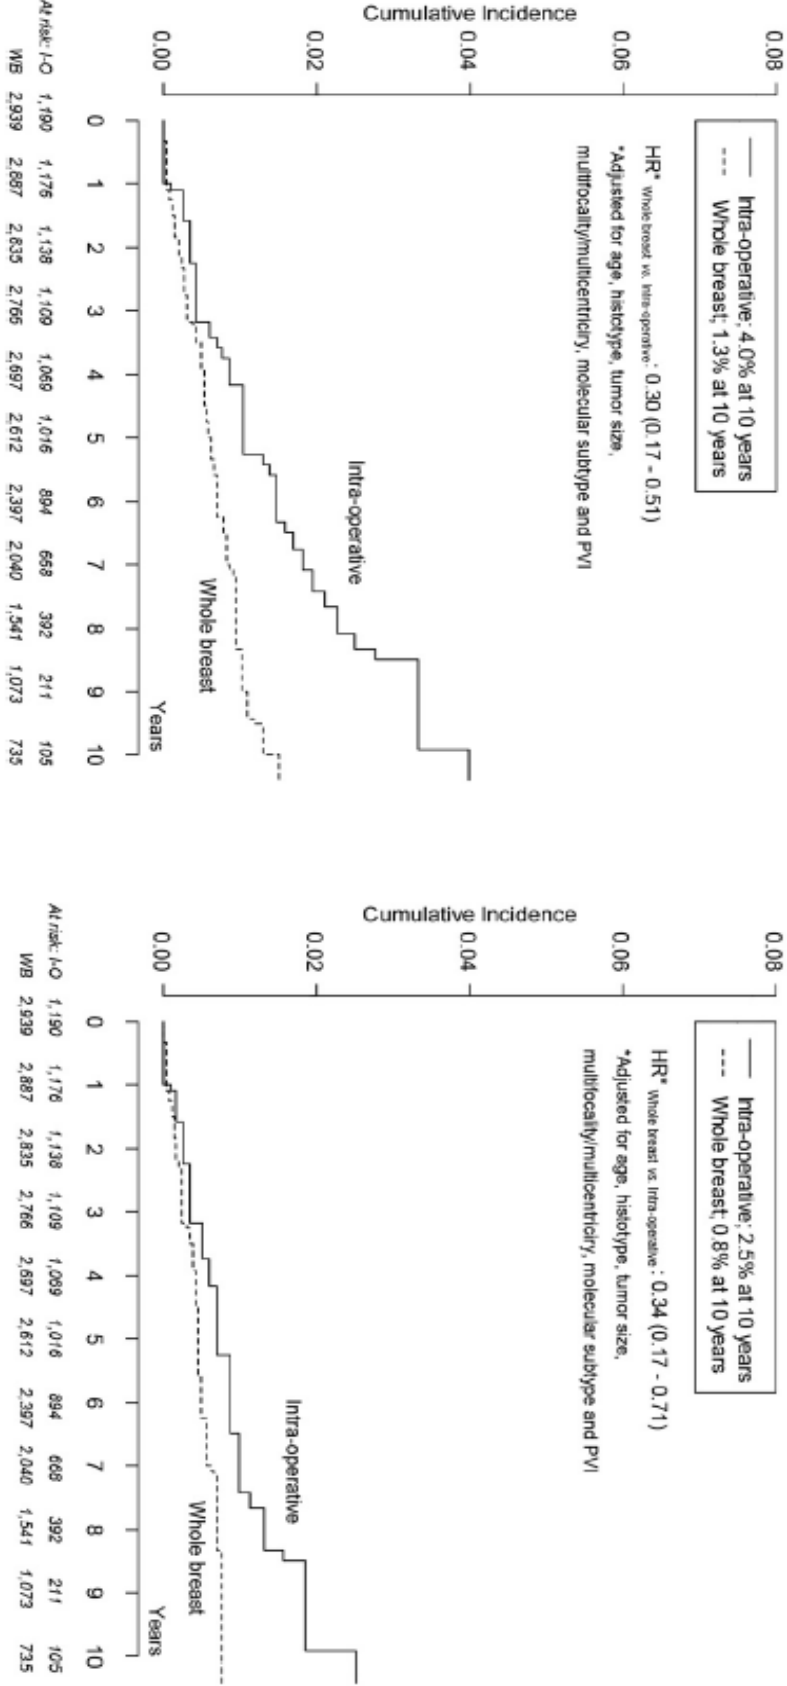 Cumulative Incidence
0.08
0.06
0.04
0.02
0.00
Intra-operative; 4.0% at 10 years
Whole breast; 1.3% at 10 years
HR* Whole breast vs. Intra-operative: 0.30 (0.17 - 0.51)
*Adjusted for age, histotype, tumor size,
multifocality/multicentriciry, molecular subtype and PVI
Intra-operative
Whole breast
Years
0 1 2 3 4 5 6 7 8 9 10
At risk: I-O 1,190 1,176 1,138 1,109 1,069 1,016 894 668 392 211 105
WB 2,939 2,887 2,835 2,766 2,697 2,612 2,397 2,040 1,541 1,073 735
Cumulative Incidence
0.08
0.06
0.04
0.02
0.00
Intra-operative; 2.5% at 10 years
Whole breast; 0.8% at 10 years
HR* Whole breast vs. Intra-operative: 0.34 (0.17 - 0.71)
*Adjusted for age, histotype, tumor size,
multifocality/multicentriciry, molecular subtype and PVI
Intra-operative
Whole breast
Years
0 1 2 3 4 5 6 7 8 9 10
At risk: I-O 1,190 1,176 1,138 1,109 1,069 1,016 894 668 392 211 105
WB 2,939 2,887 2,835 2,766 2,697 2,612 2,397 2,040 1,541 1,073 735